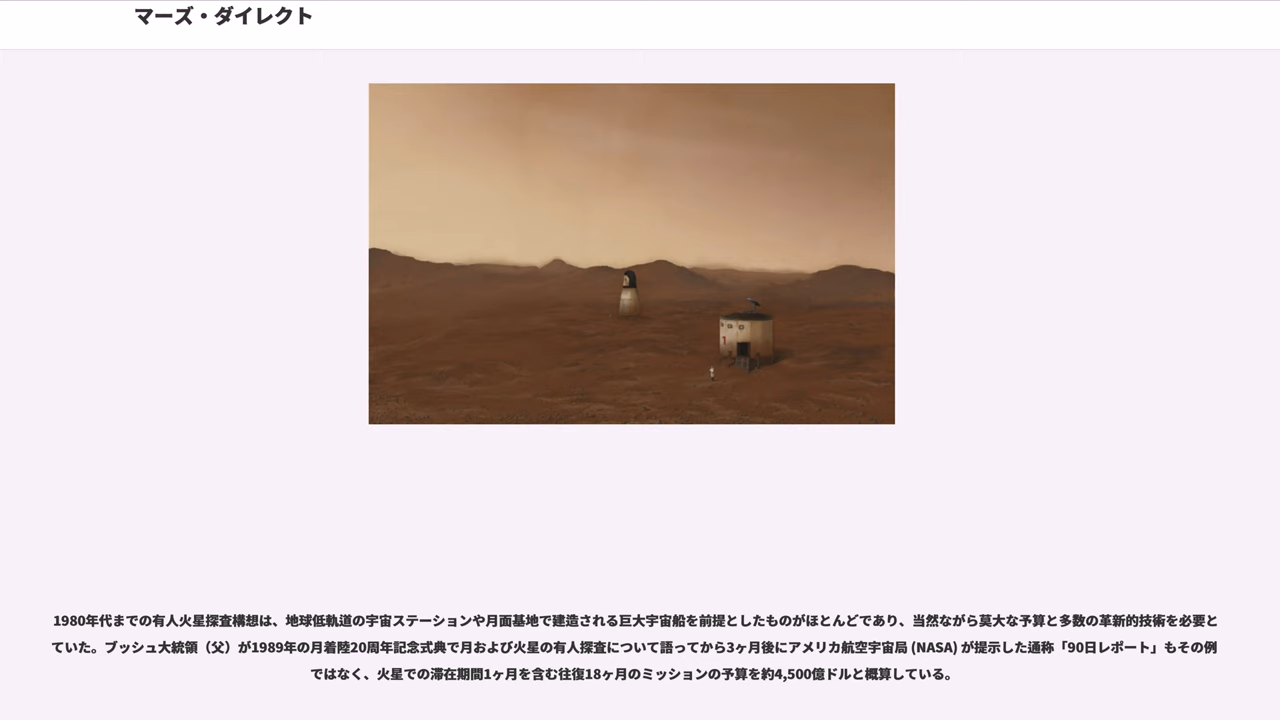 マーズ・ダイレクト
1980年代までの有人火星探査構想は、地球低軌道の宇宙ステーションや月面基地で建造される巨大宇宙船を前提としたものがほとんどであり、当然ながら莫大な予算と多数の革新的技術を必要と
ていた。ブッシュ大統領（父）が1989年の月着陸20周年記念式典で月および火星の有人探査について語ってから3ヶ月後にアメリカ航空宇宙局 (NASA) が提示した通称「90日レポート」もその例
ではなく、火星での滞在期間1ヶ月を含む往復18ヶ月のミッションの予算を約4,500億ドルと概算している。